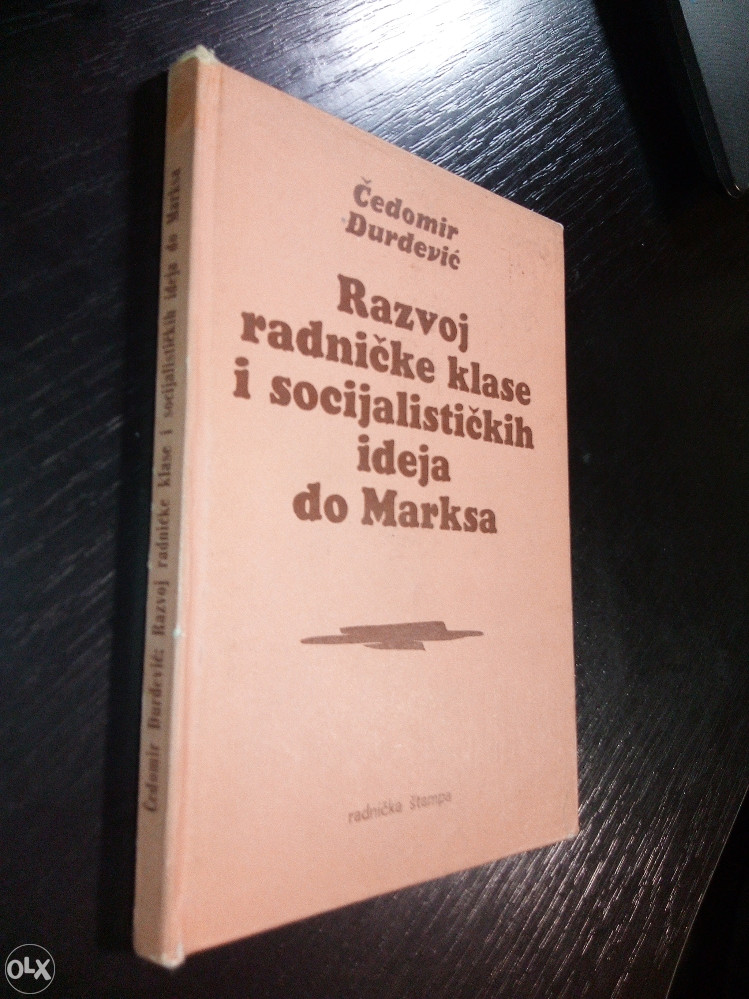 Čedomir
Đurđević
Razvoj
radničke klase
i socijalističkih
ideja
do Marksa
radnička štampa
Čedomir Đurđević: Razvoj radničke klase i socijalističkih ideja do Marksa
OLX